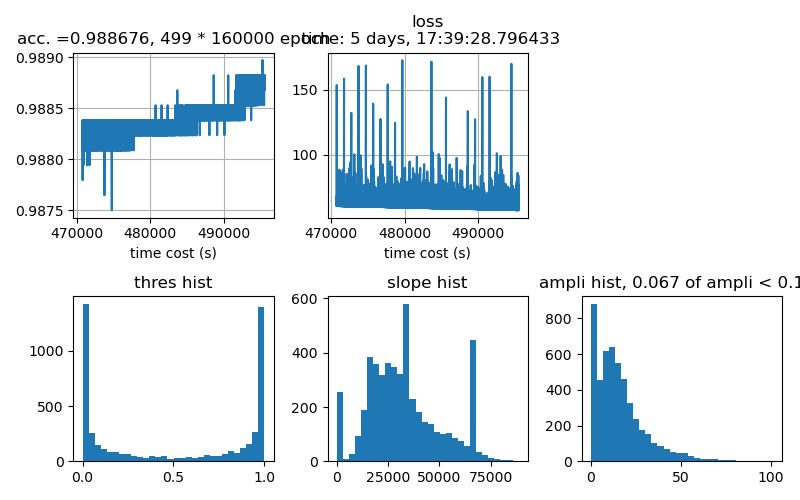 loss
acc. =0.988676, 499 * 160000 epoch
time: 5 days, 17:39:28.796433
0.9890
0.9885
0.9880
0.9875
470000 480000 490000
time cost (s)
150
100
470000 480000 490000
time cost (s)
thres hist
1000
500
0
0.0 0.5 1.0
slope hist
600
400
200
0
0 25000 50000 75000
ampli hist, 0.067 of ampli < 0.1
800
600
400
200
0
0 50 100